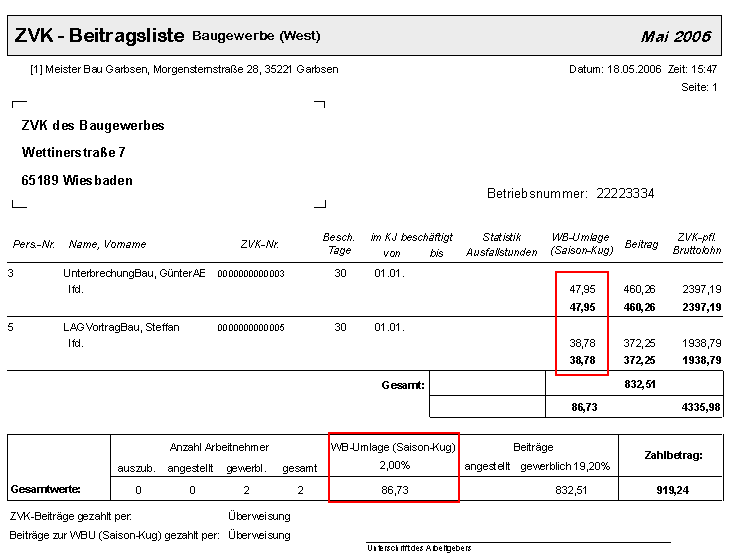 ZVK - Beitragsliste Baugewerbe (West) Mai 2006
[1] Meister Bau Garbsen, Morgensternstraße 28, 35221 Garbsen Datum: 18.05.2006 Zeit: 15:47
Seite: 1
ZVK des Baugewerbes
Wettinerstraße 7
65189 Wiesbaden
Betriebsnummer: 22223334
Besch. im KJ beschäftigt Statistik WB-Umlage ZVK-pfl.
Pers.-Nr. Name, Vorname ZVK-Nr. Tage von bis Ausfallstunden (Saison-Kug) Beitrag Bruttolohn
3 UnterbrechungBau, GünterAE 0000000000003 30 01.01.
lfd. 47,95 460,26 2397,19
47,95 460,26 2397,19
5 LAGVortragBau, Steffan 0000000000005 30 01.01.
lfd. 38,78 372,25 1938,79
38,78 372,25 1938,79
Gesamt: 832,51
86,73 4335,98
Anzahl Arbeitnehmer WB-Umlage (Saison-Kug) Beiträge Zahlbetrag:
auszub. angestellt gewerbl. gesamt 2,00% angestellt gewerblich 19,20%
Gesamtwerte: 0 0 2 2 86,73 832,51 919,24
ZVK-Beiträge gezahlt per: Überweisung
Beiträge zur WBU (Saison-Kug) gezahlt per: Überweisung
Unterschrift des Arbeitgebers